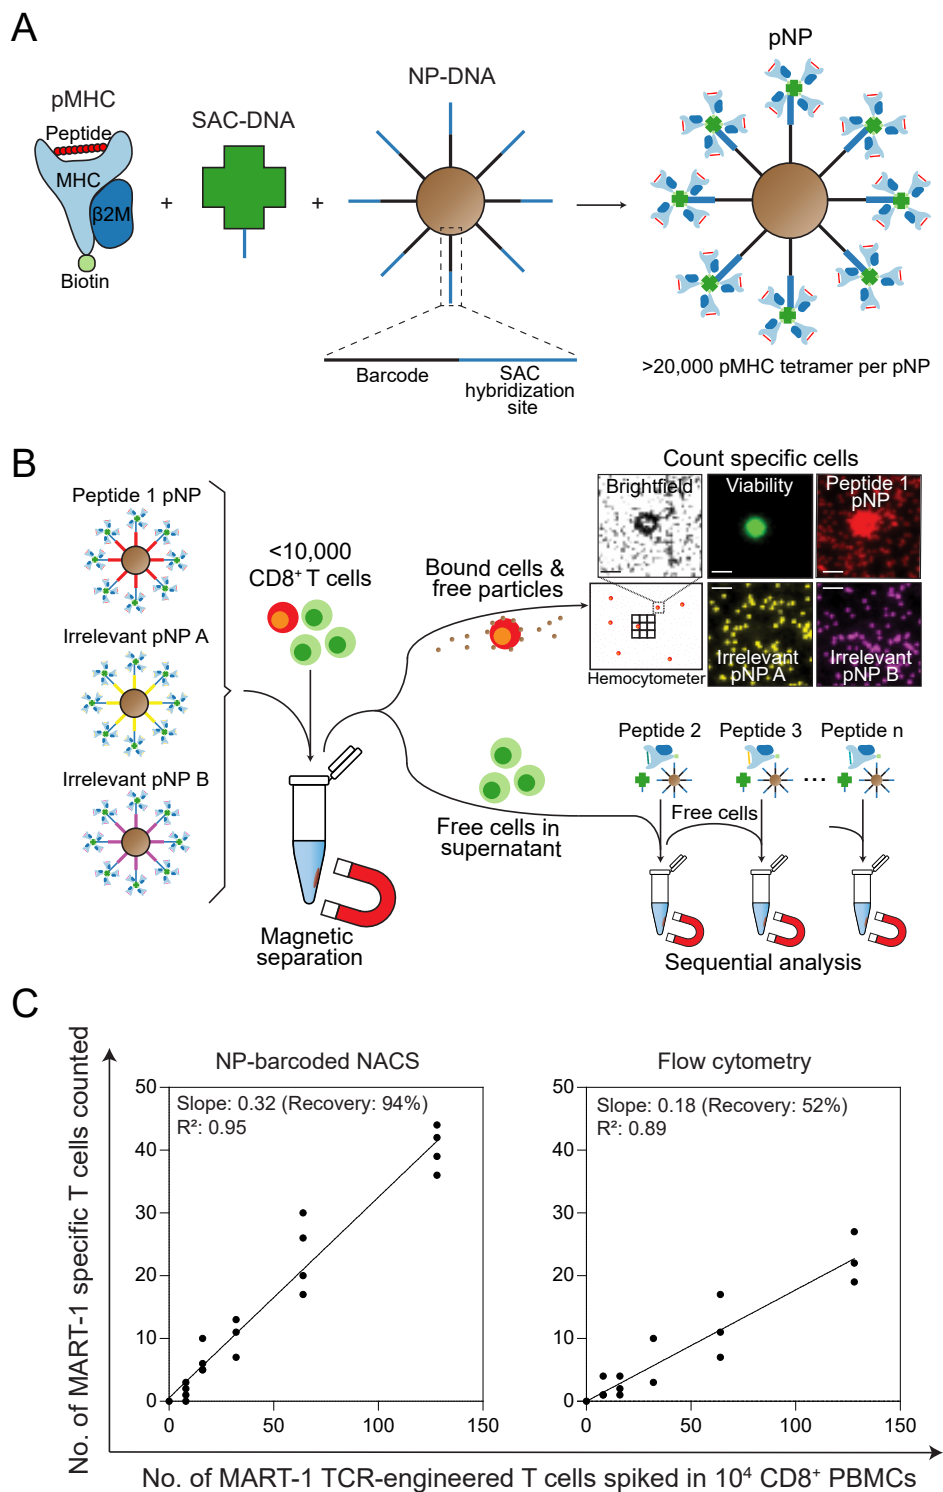 A
pMHC
Peptide
MHC
β2M
Biotin
+
SAC-DNA
+
NP-DNA
Barcode
SAC
hybridization
site
pNP
>20,000 pMHC tetramer per pNP
B
Peptide 1 pNP
Irrelevant pNP A
Irrelevant pNP B
<10,000
CD8⁺ T cells
Magnetic
separation
Bound cells &
free particles
Free cells in
supernatant
Count specific cells
Brightfield
Viability
Peptide 1
pNP
Hemocytometer
Irrelevant
pNP A
Irrelevant
pNP B
Peptide 2
Peptide 3
...
Peptide n
Free cells
Sequential analysis
C
No. of MART-1 specific T cells counted
NP-barcoded NACS
Slope: 0.32 (Recovery: 94%)
R²: 0.95
50
40
30
20
10
0
0
50
100
150
Flow cytometry
Slope: 0.18 (Recovery: 52%)
R²: 0.89
50
40
30
20
10
0
0
50
100
150
No. of MART-1 TCR-engineered T cells spiked in 10⁴ CD8⁺ PBMCs